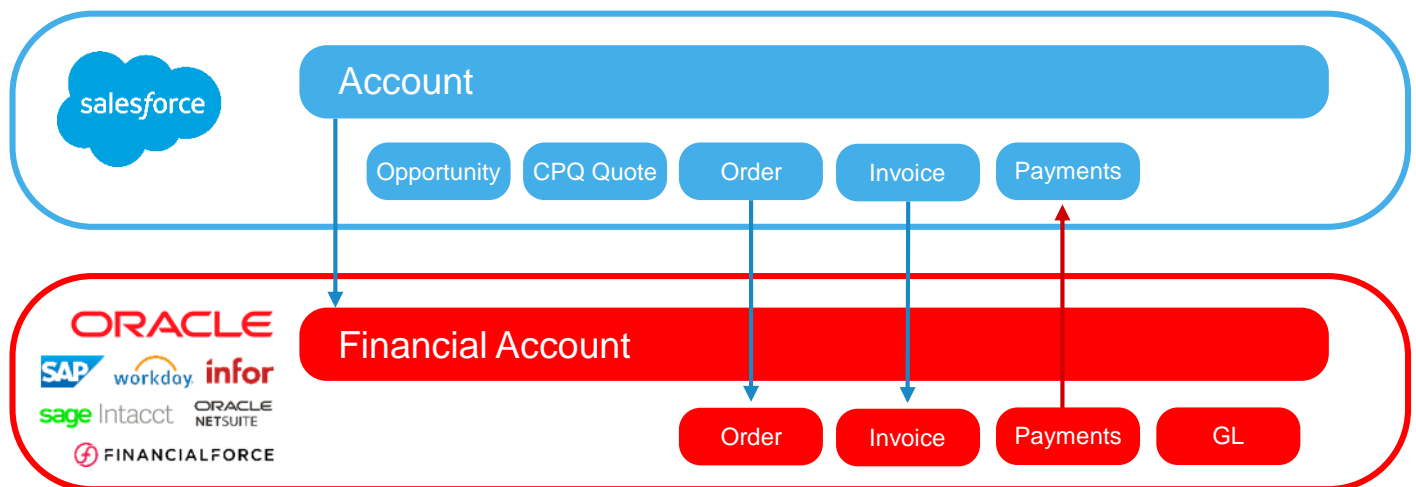 salesforce
Account
Opportunity
CPQ Quote
Order
Invoice
Payments
ORACLE
SAP
workday.
infor
sage Intacct
ORACLE
NETSUITE
FINANCIALFORCE
Financial Account
Order
Invoice
Payments
GL